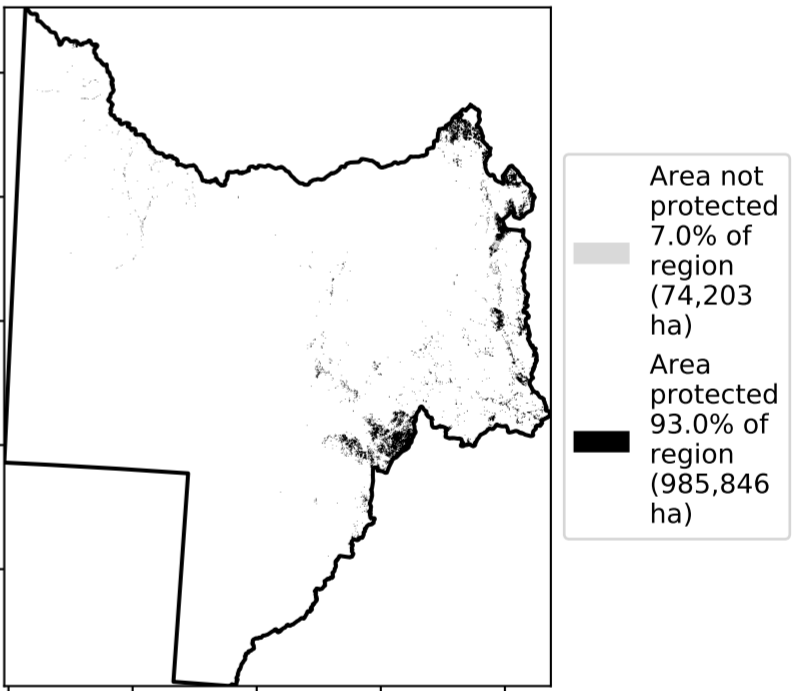 Area not
protected
7.0% of
region
(74,203
ha)
Area
protected
93.0% of
region
(985,846
ha)